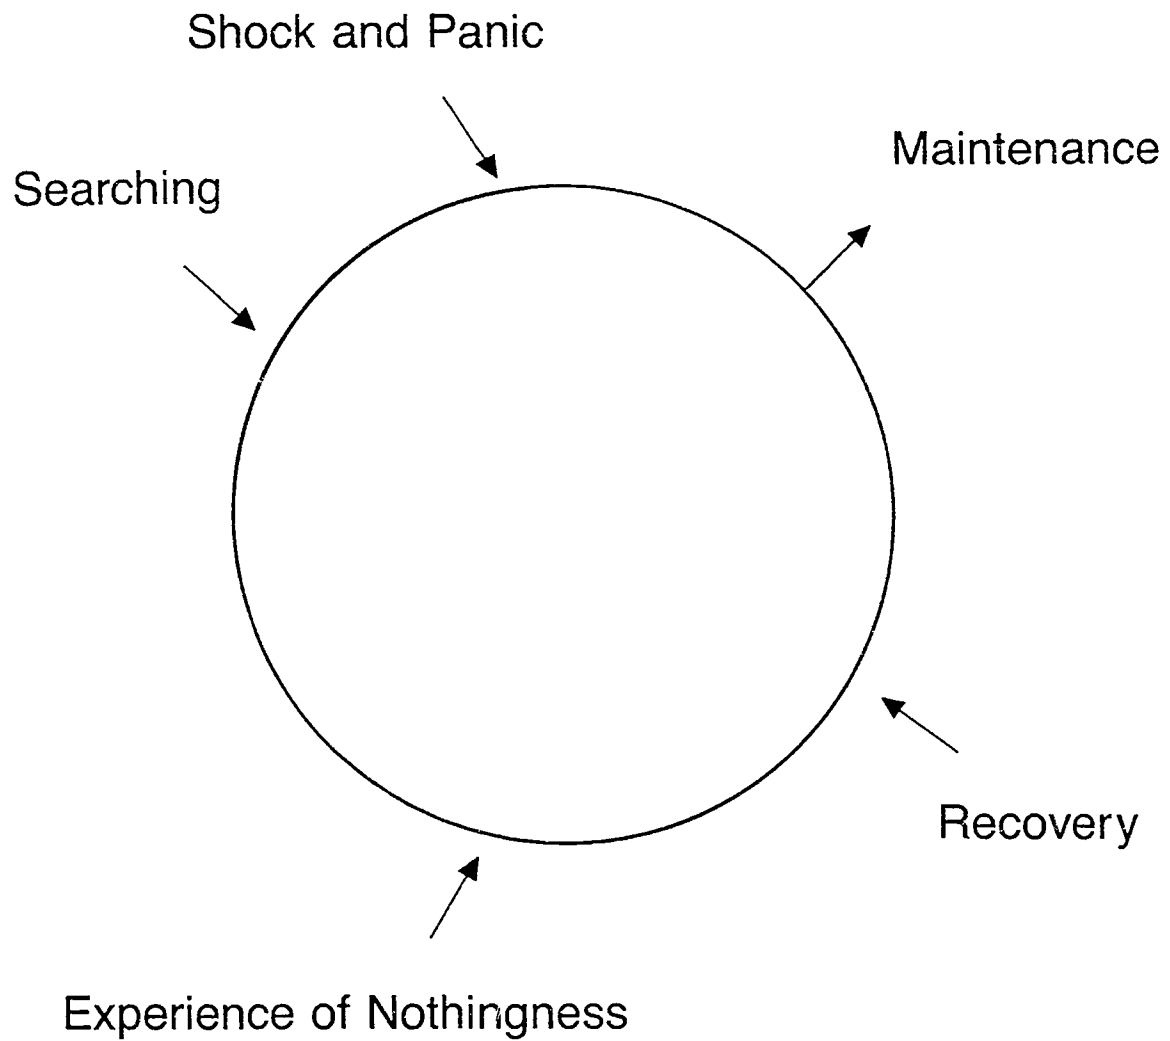 Shock and Panic
Maintenance
Searching
Recovery
Experience of Nothingness